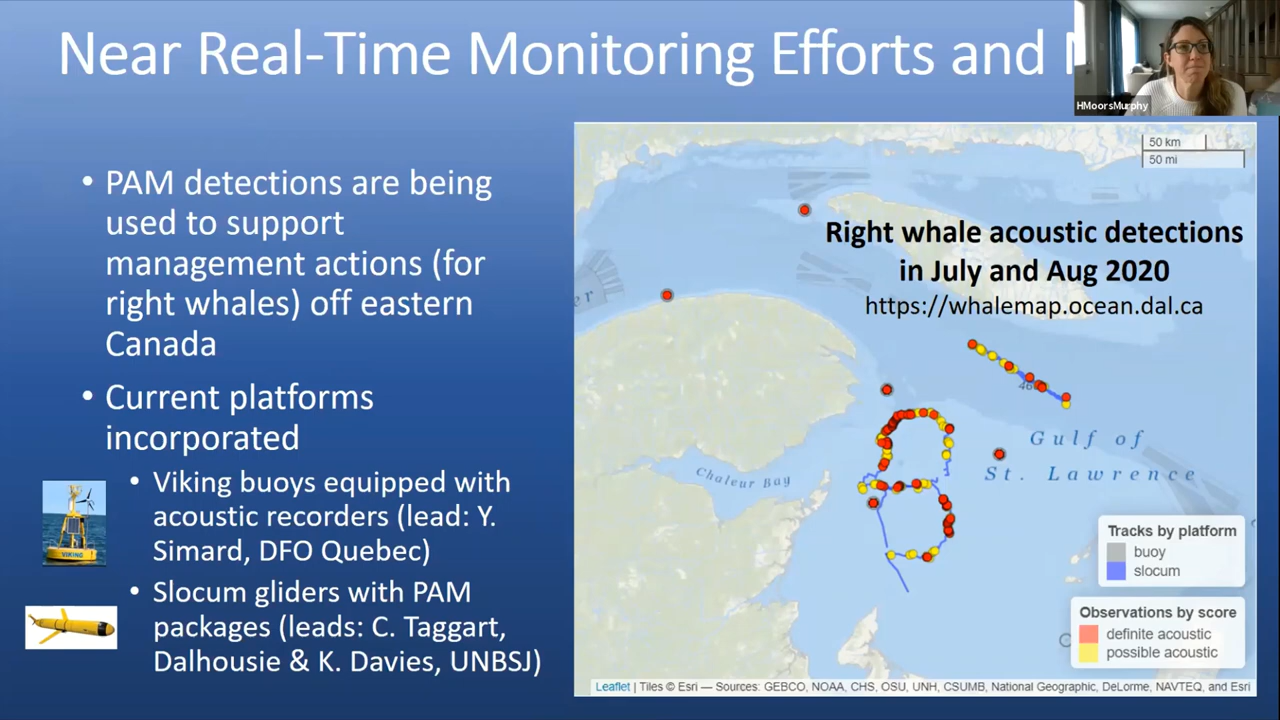 Near Real-Time Monitoring Efforts and
HMoorsMurphy
• PAM detections are being
used to support
management actions (for
right whales) off eastern
Canada
• Current platforms
incorporated
• Viking buoys equipped with
acoustic recorders (lead: Y.
Simard, DFO Quebec)
• Slocum gliders with PAM
packages (leads: C. Taggart,
Dalhousie & K. Davies, UNBSJ)
VIKING
50 km
50 mi
Right whale acoustic detections
in July and Aug 2020
https://whalemap.ocean.dal.ca
Gulf of
St. Lawrence
Chaleur Bay
Tracks by platform
buoy
slocum
Observations by score
definite acoustic
possible acoustic
Leaflet | Tiles © Esri — Sources: GEBCO, NOAA, CHS, OSU, UNH, CSUMB, National Geographic, DeLorme, NAVTEQ, and Esri